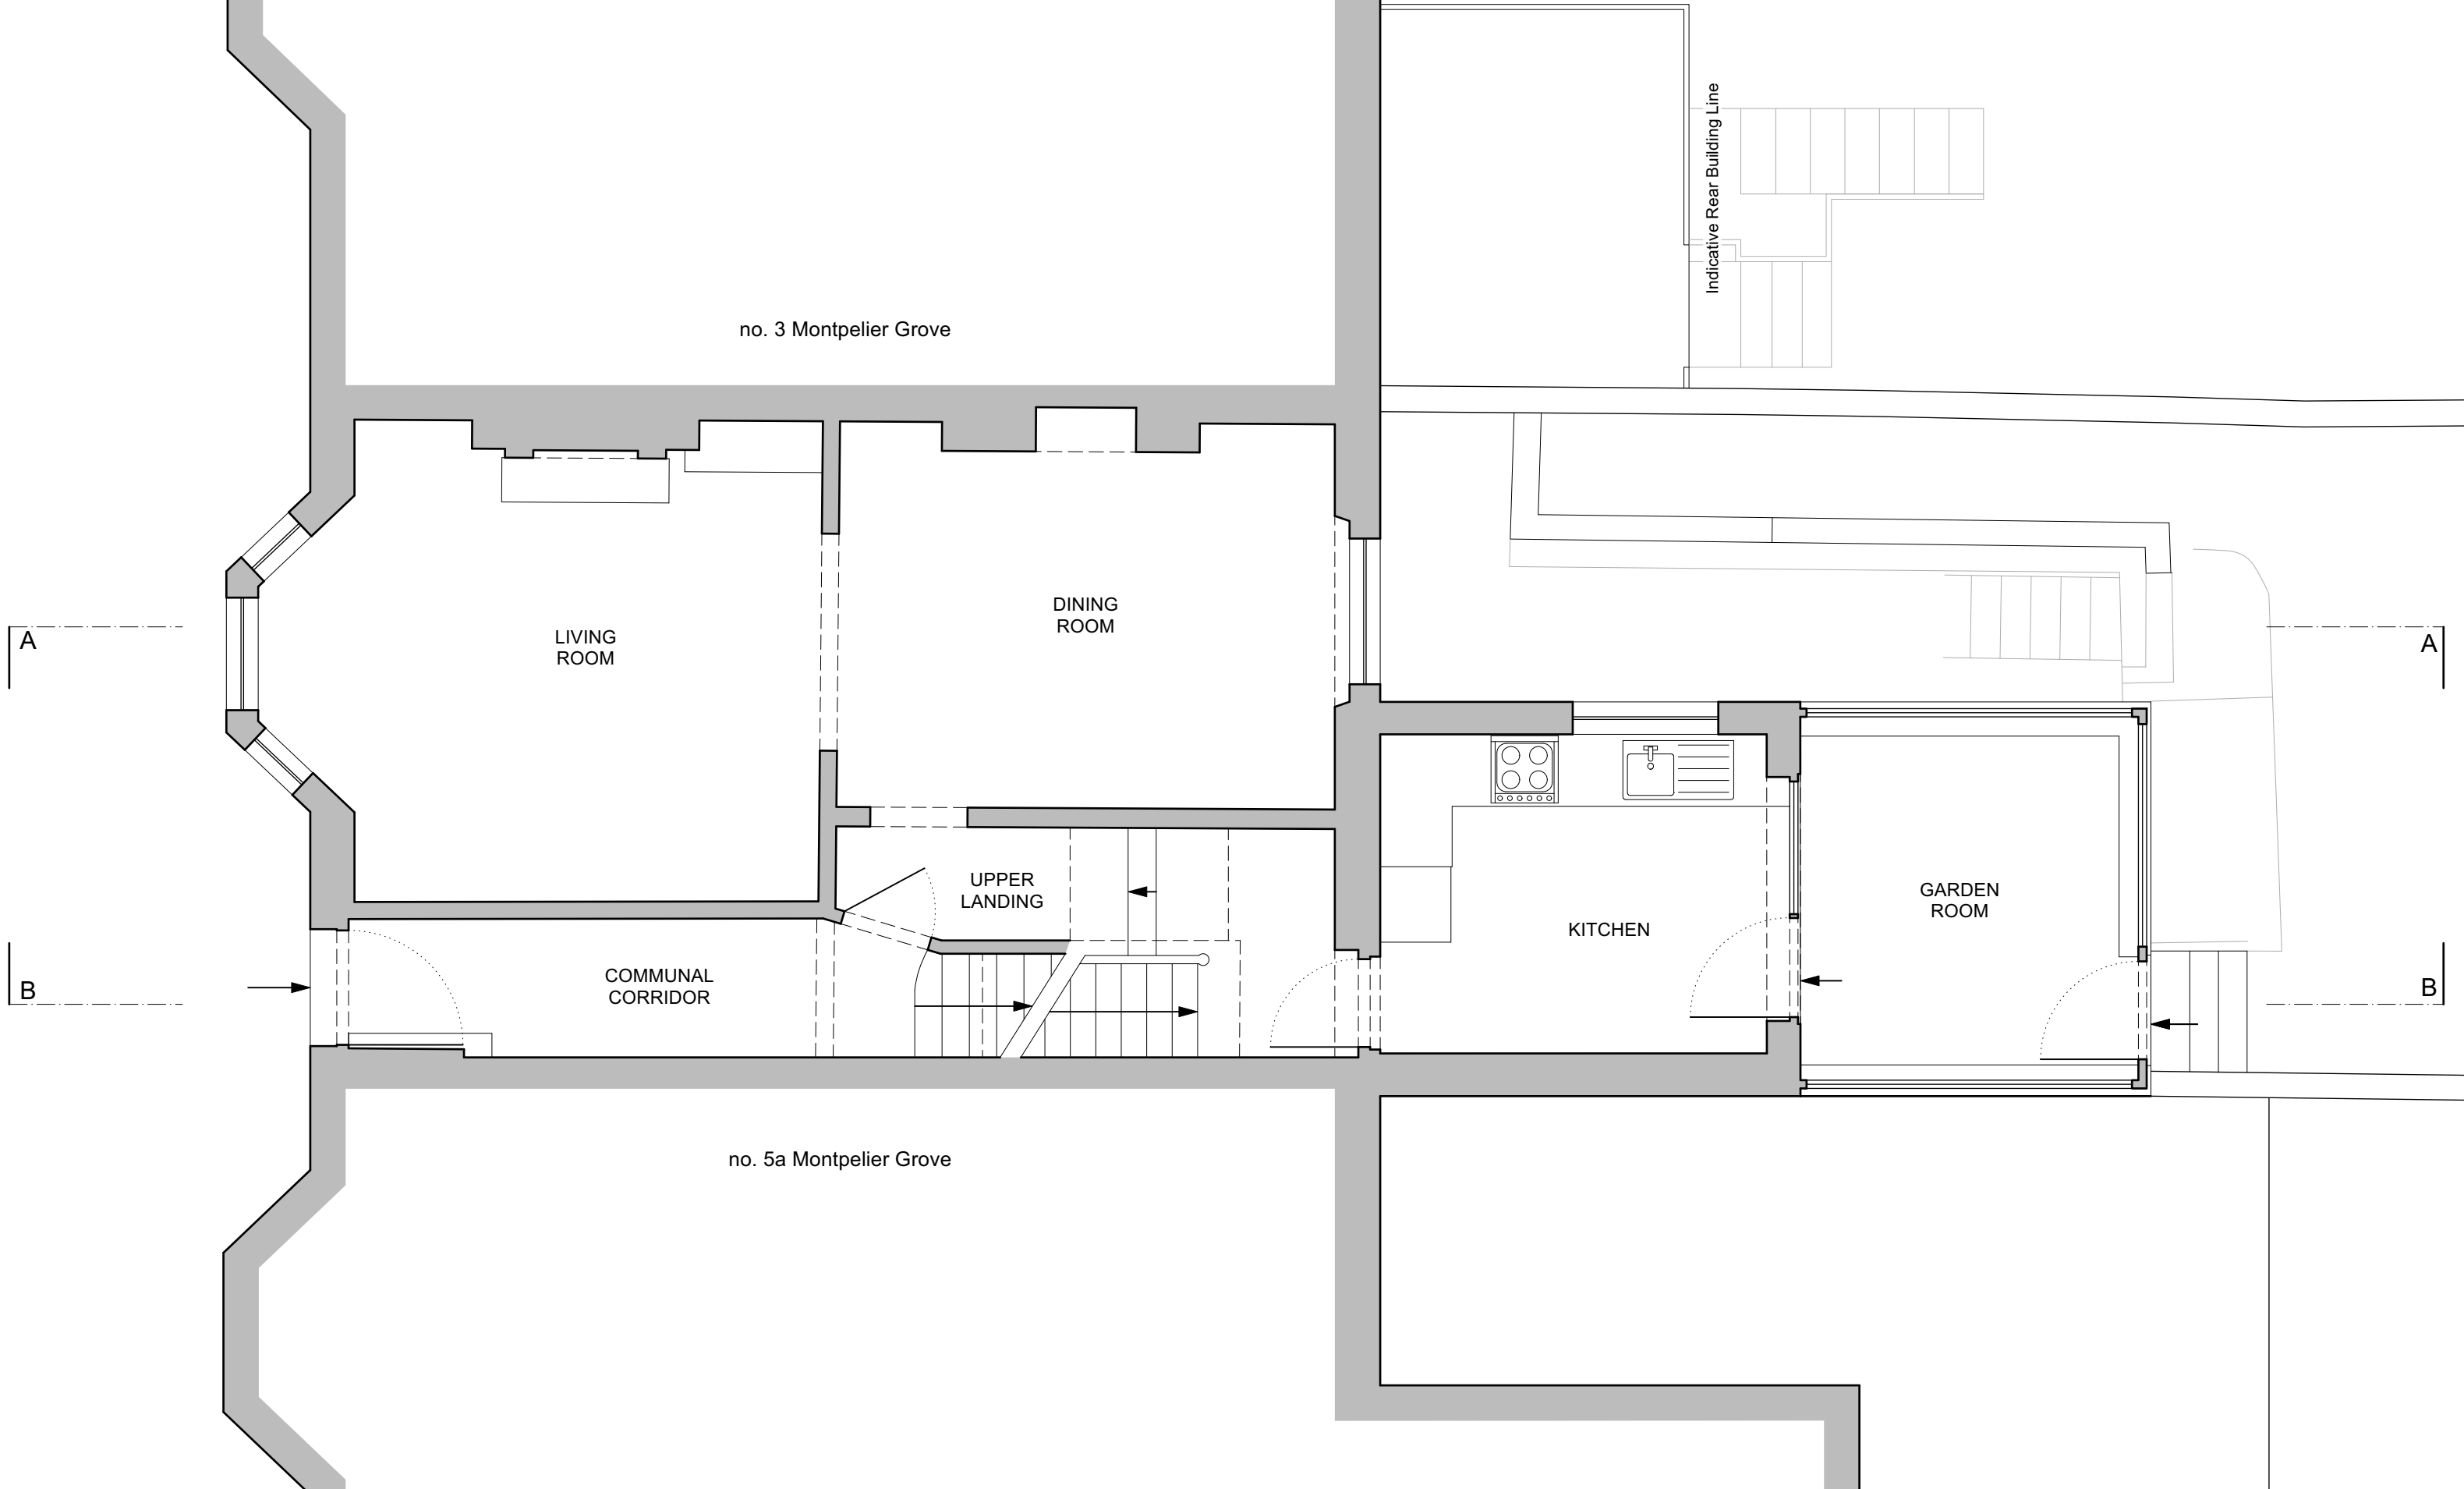 Indicative Rear Building Line
no. 3 Montpelier Grove
A
LIVING
ROOM
DINING
ROOM
A
UPPER
LANDING
GARDEN
ROOM
KITCHEN
COMMUNAL
CORRIDOR
B
B
no. 5a Montpelier Grove